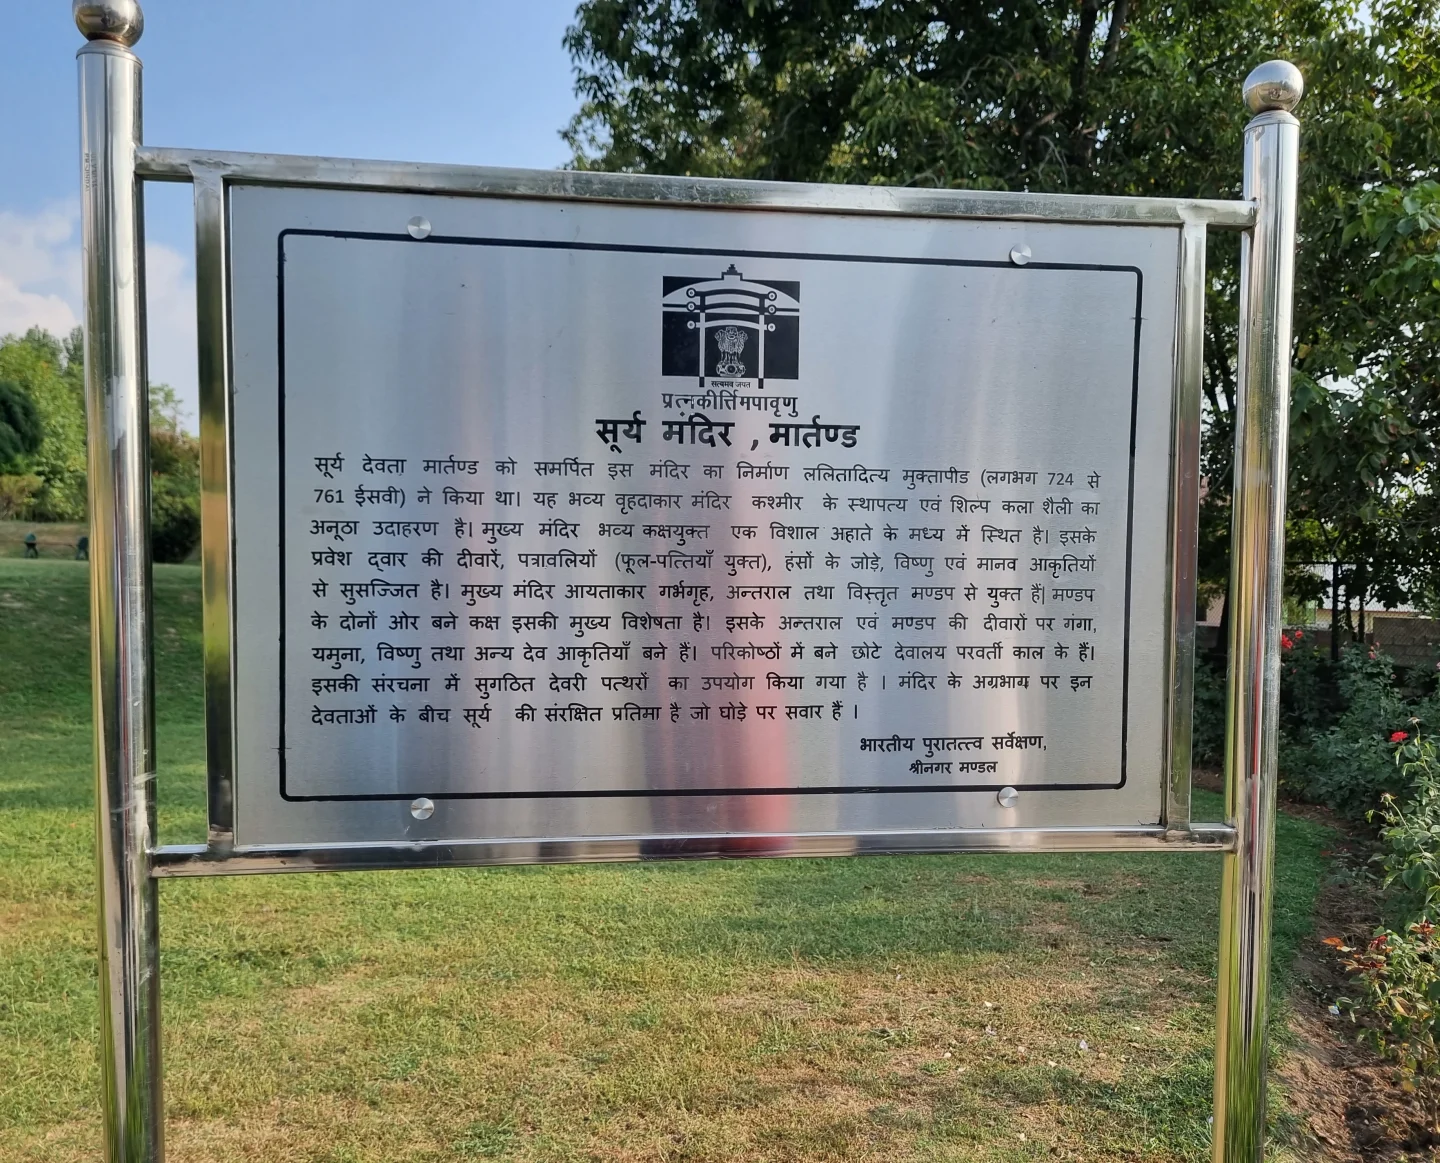 सत्यमेव जयते
प्रत्नकीर्त्तिमपावृणु
सूर्य मंदिर , मार्तण्ड
सूर्य देवता मार्तण्ड को समर्पित इस मंदिर का निर्माण ललितादित्य मुक्तापीड (लगभग 724 से
761 ईसवी) ने किया था। यह भव्य वृहदाकार मंदिर कश्मीर के स्थापत्य एवं शिल्प कला शैली का
अनूठा उदाहरण है। मुख्य मंदिर भव्य कक्षयुक्त एक विशाल अहाते के मध्य में स्थित है। इसके
प्रवेश द्वार की दीवारें, पत्रावलियों (फूल-पत्तियाँ युक्त), हंसों के जोड़े, विष्णु एवं मानव आकृतियों
से सुसज्जित है। मुख्य मंदिर आयताकार गर्भगृह, अन्तराल तथा विस्तृत मण्डप से युक्त हैं| मण्डप
के दोनों ओर बने कक्ष इसकी मुख्य विशेषता है। इसके अन्तराल एवं मण्डप की दीवारों पर गंगा,
यमुना, विष्णु तथा अन्य देव आकृतियाँ बने हैं। परिकोष्ठों में बने छोटे देवालय परवर्ती काल के हैं।
इसकी संरचना में सुगठित देवरी पत्थरों का उपयोग किया गया है । मंदिर के अग्रभाग पर इन
देवताओं के बीच सूर्य की संरक्षित प्रतिमा है जो घोड़े पर सवार हैं ।
भारतीय पुरातत्त्व सर्वेक्षण,
श्रीनगर मण्डल